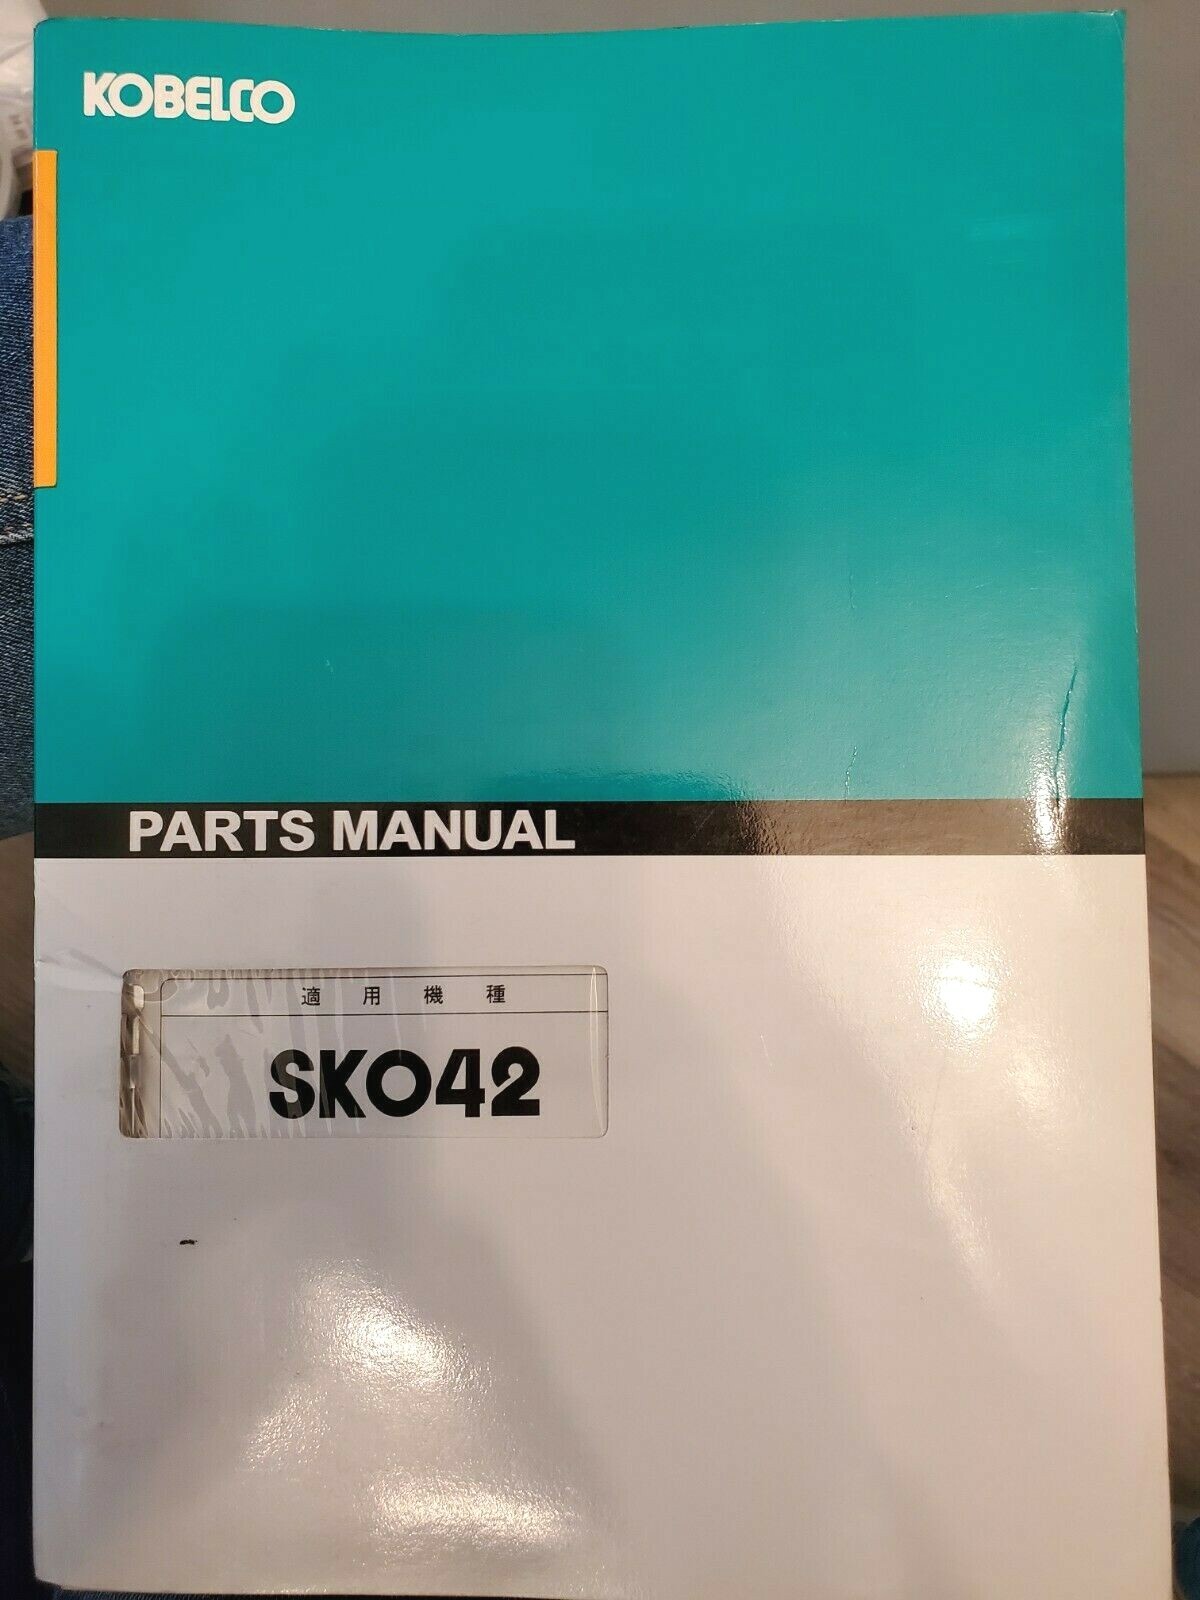 KOBELCO
PARTS MANUAL
適用機種
SK042